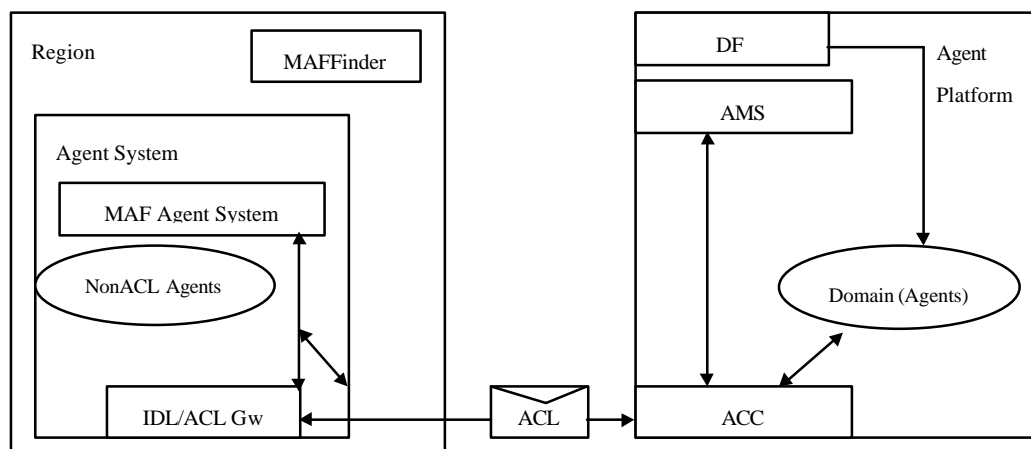 Region
MAFFinder
Agent System
MAF Agent System
NonACL Agents
IDL/ACL Gw
ACL
DF
Agent
Platform
AMS
Domain (Agents)
ACC